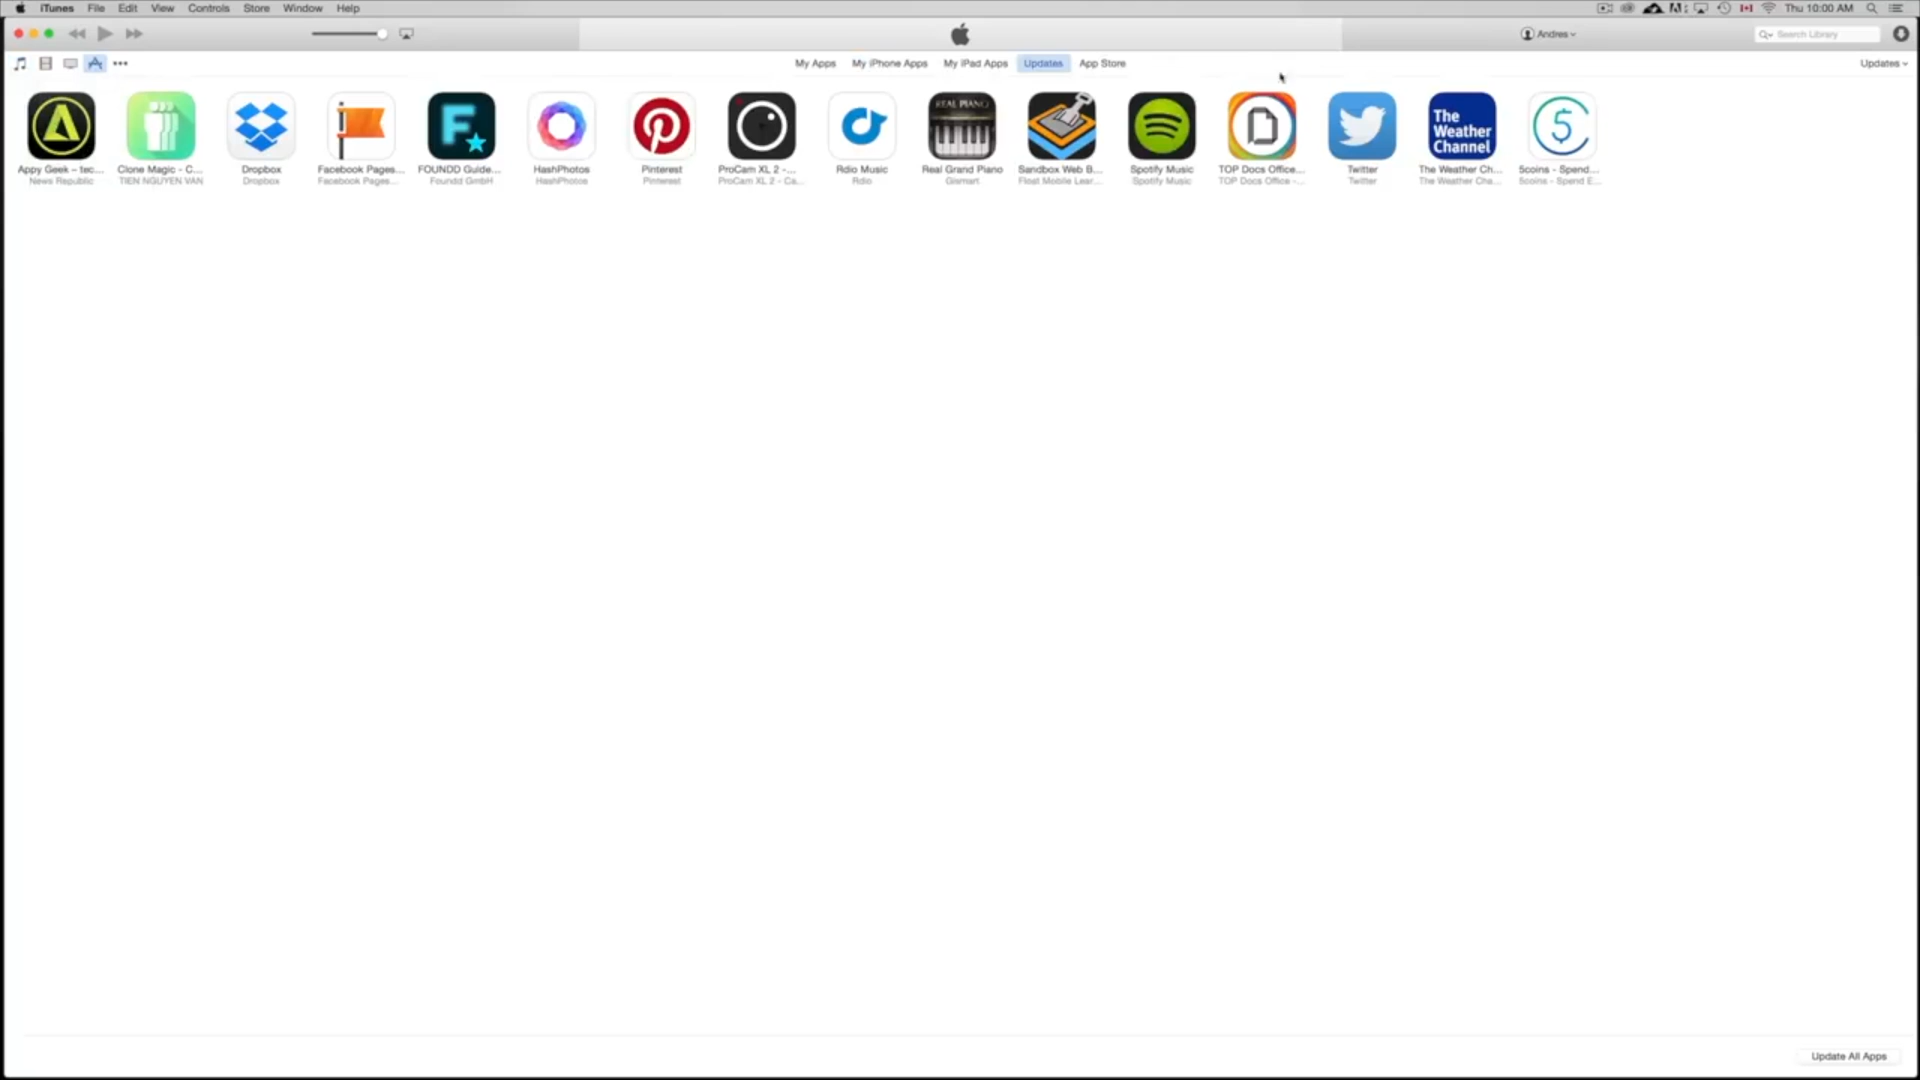 iTunes File Edit View Controls Store Window Help Thu 10:00 AM
Andres
Search Library
My Apps My iPhone Apps My iPad Apps Updates App Store Updates
REAL PIANO
The Weather Channel
Appy Geek – tec... Clone Magic - C... Dropbox Facebook Pages... FOUNDD Guide... HashPhotos Pinterest ProCam XL 2 -... Rdio Music Real Grand Piano Sandbox Web B... Spotify Music TOP Docs Office... Twitter The Weather Ch... 5coins - Spend...
News Republic TIEN NGUYEN VAN Dropbox Facebook Pages... Foundd GmbH HashPhotos Pinterest ProCam XL 2 - Ca... Rdio Gismart Float Mobile Lear... Spotify Music TOP Docs Office -... Twitter The Weather Cha... 5coins - Spend E...
Update All Apps